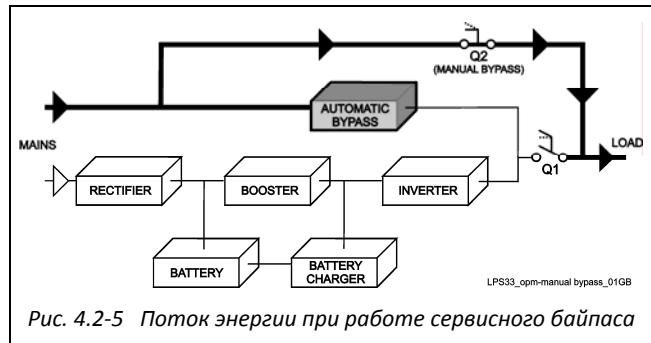 Q2
(MANUAL BYPASS)
AUTOMATIC
BYPASS
MAINS
LOAD
Q1
RECTIFIER
BOOSTER
INVERTER
BATTERY
BATTERY
CHARGER
LPS33_opm-manual bypass_01GB
Рис. 4.2-5 Поток энергии при работе сервисного байпаса